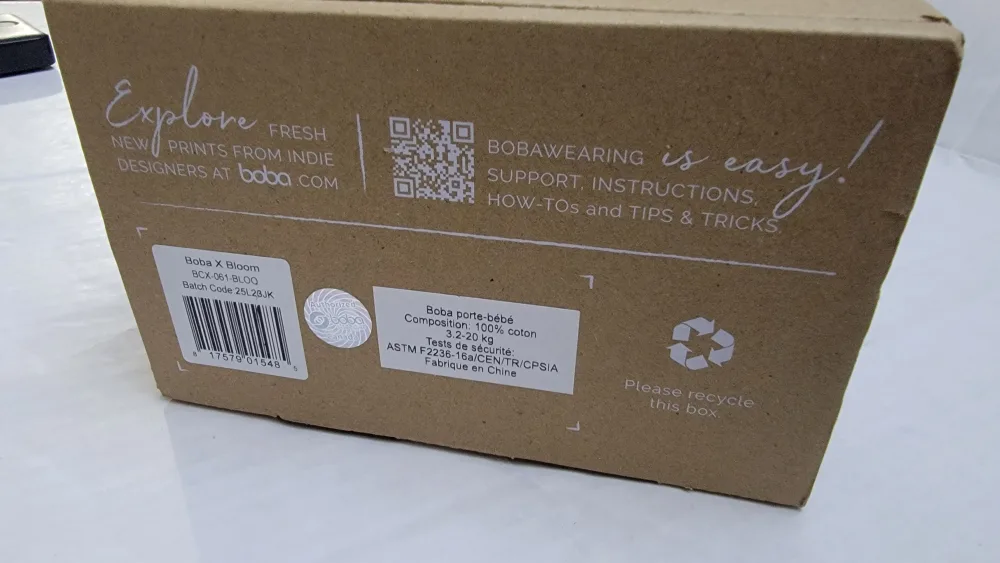 Explore FRESH
NEW PRINTS FROM INDIE
DESIGNERS AT boba.COM
BOBAWEARING is easy!
SUPPORT, INSTRUCTIONS,
HOW-TOs and TIPS & TRICKS.
Boba X Bloom
BCX-061-BLOQ
Batch Code:25L2BJK
8 17579 01548 5
Authorized
boba
Boba porte-bébé
Composition: 100% coton
3.2-20 kg
Tests de sécurité:
ASTM F2236-16a/CEN/TR/CPSIA
Fabrique en Chine
Please recycle
this box.